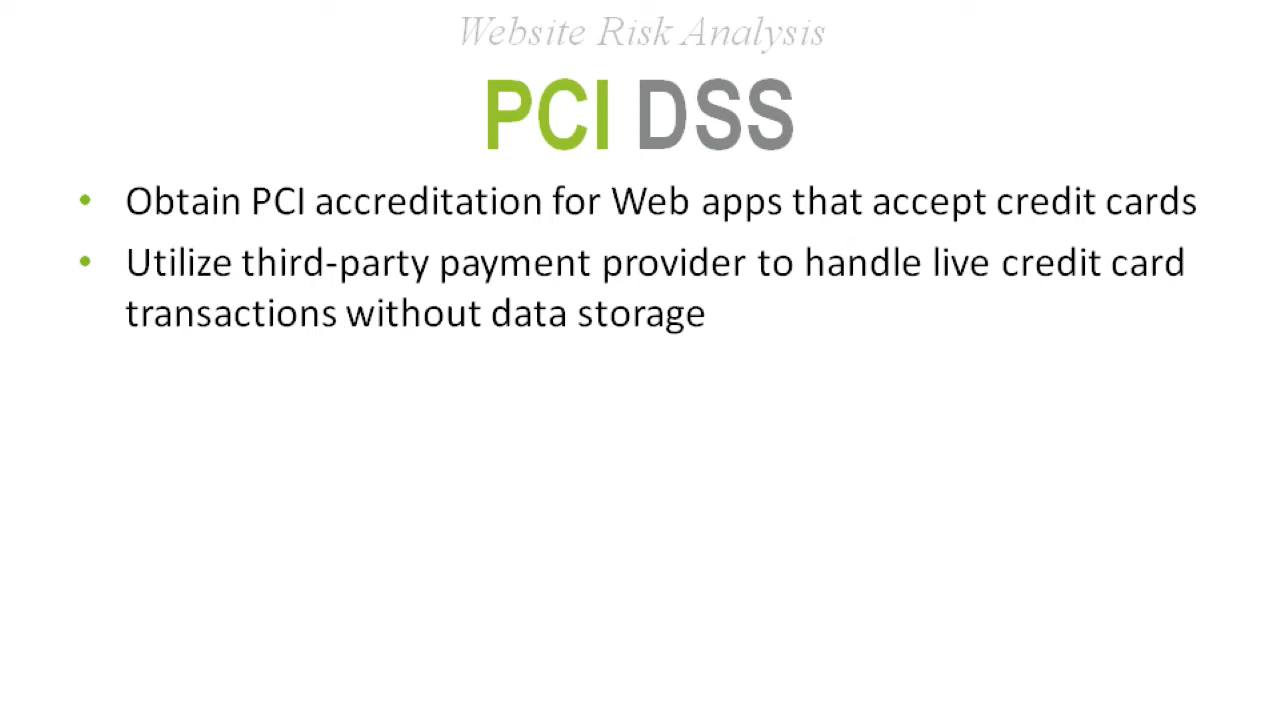 Website Risk Analysis
PCI DSS
• Obtain PCI accreditation for Web apps that accept credit cards
• Utilize third-party payment provider to handle live credit card
transactions without data storage